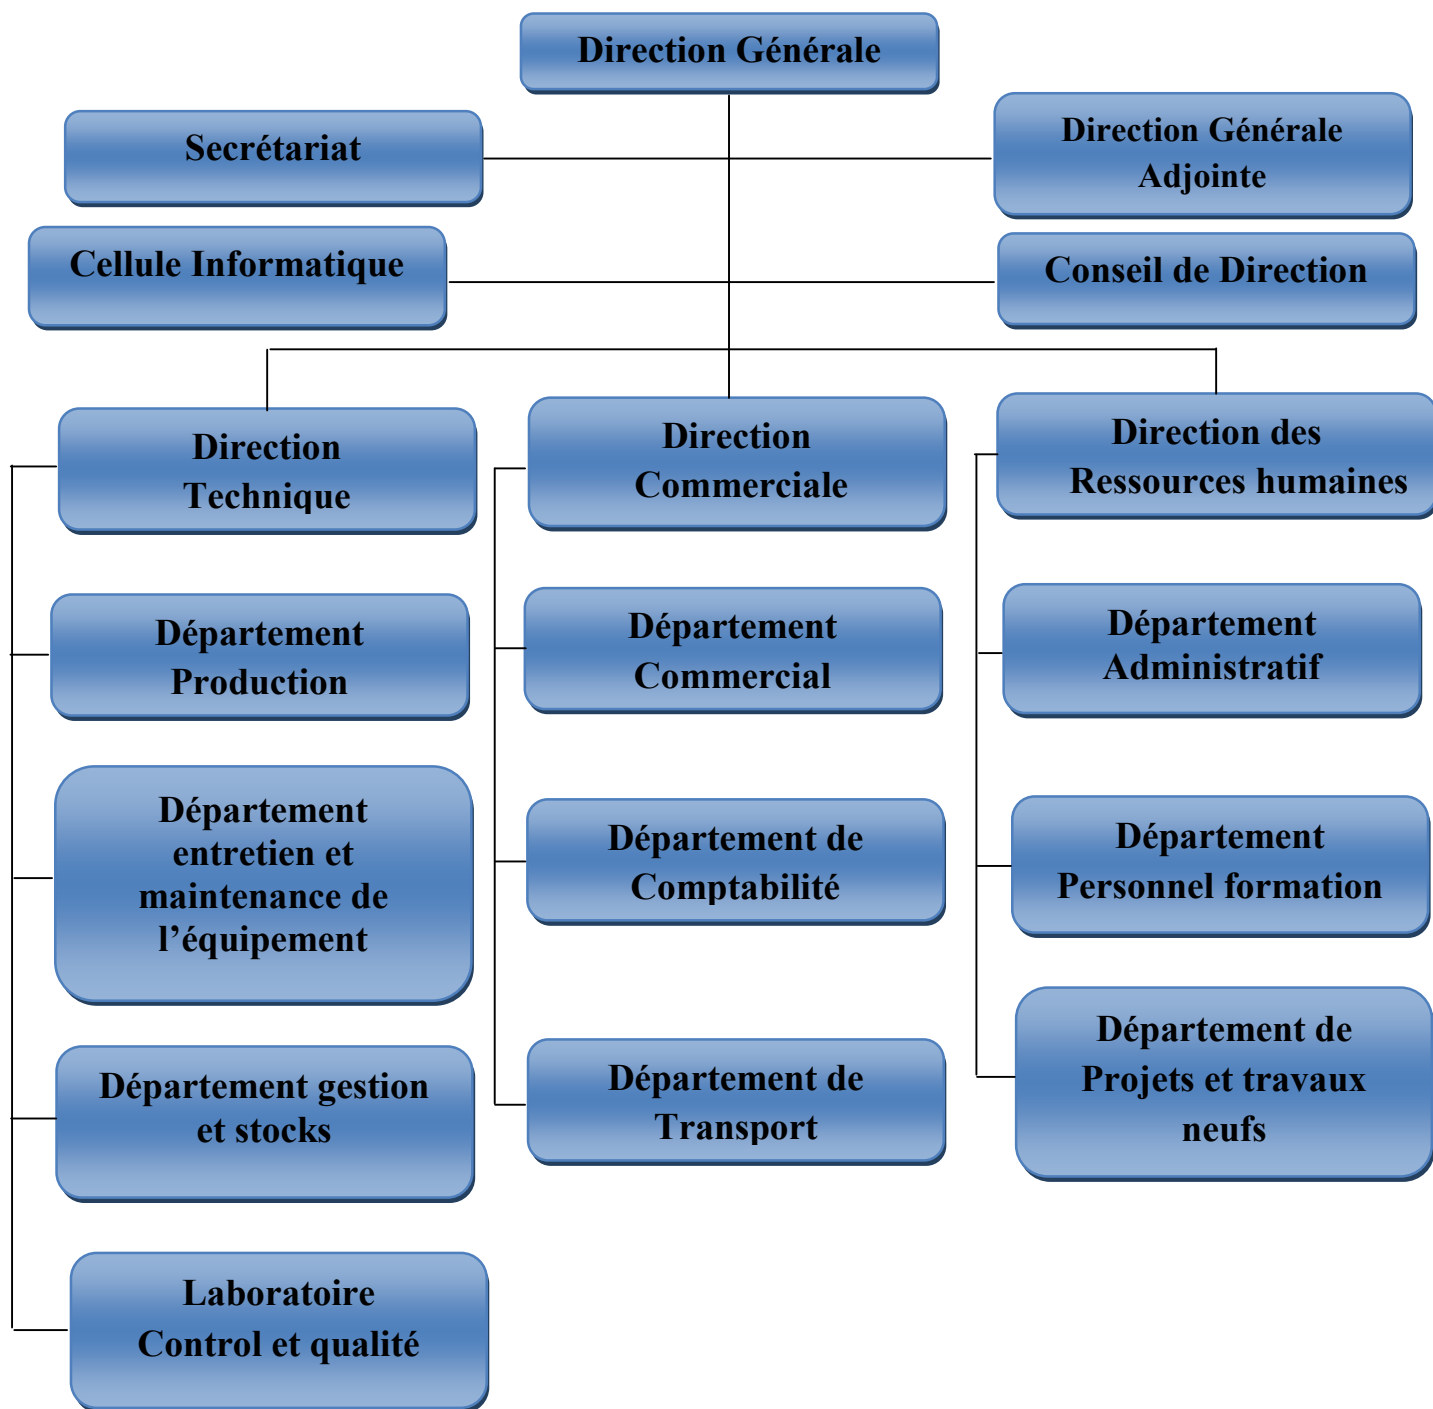 Direction Générale
Secrétariat
Direction Générale
Adjointe
Cellule Informatique
Conseil de Direction
Direction
Technique
Direction
Commerciale
Direction des
Ressources humaines
Département
Production
Département
Commercial
Département
Administratif
Département
entretien et
maintenance de
l’équipement
Département de
Comptabilité
Département
Personnel formation
Département gestion
et stocks
Département de
Transport
Département de
Projets et travaux
neufs
Laboratoire
Control et qualité